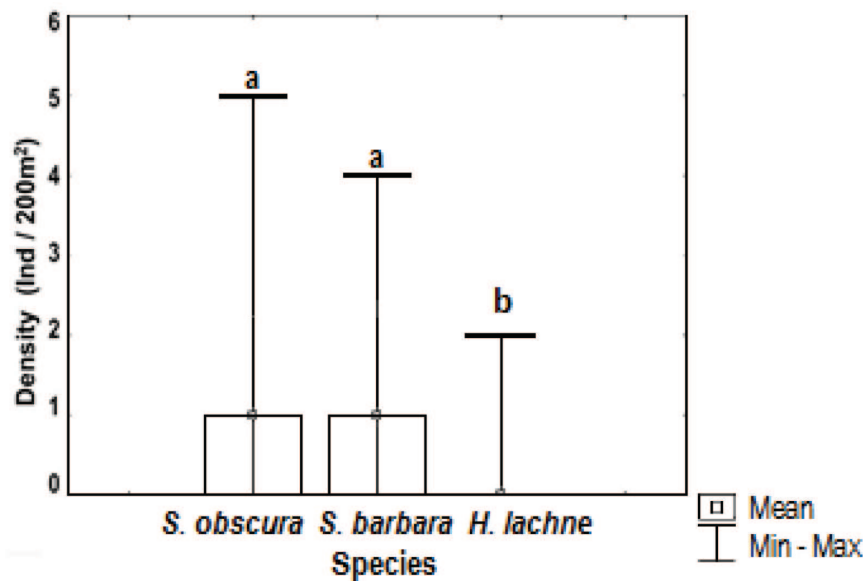 6
5
4
3
2
1
0
Density (Ind / 200m²)
a
a
b
S. obscura S. barbara H. lachne
Species
Mean
Min - Max